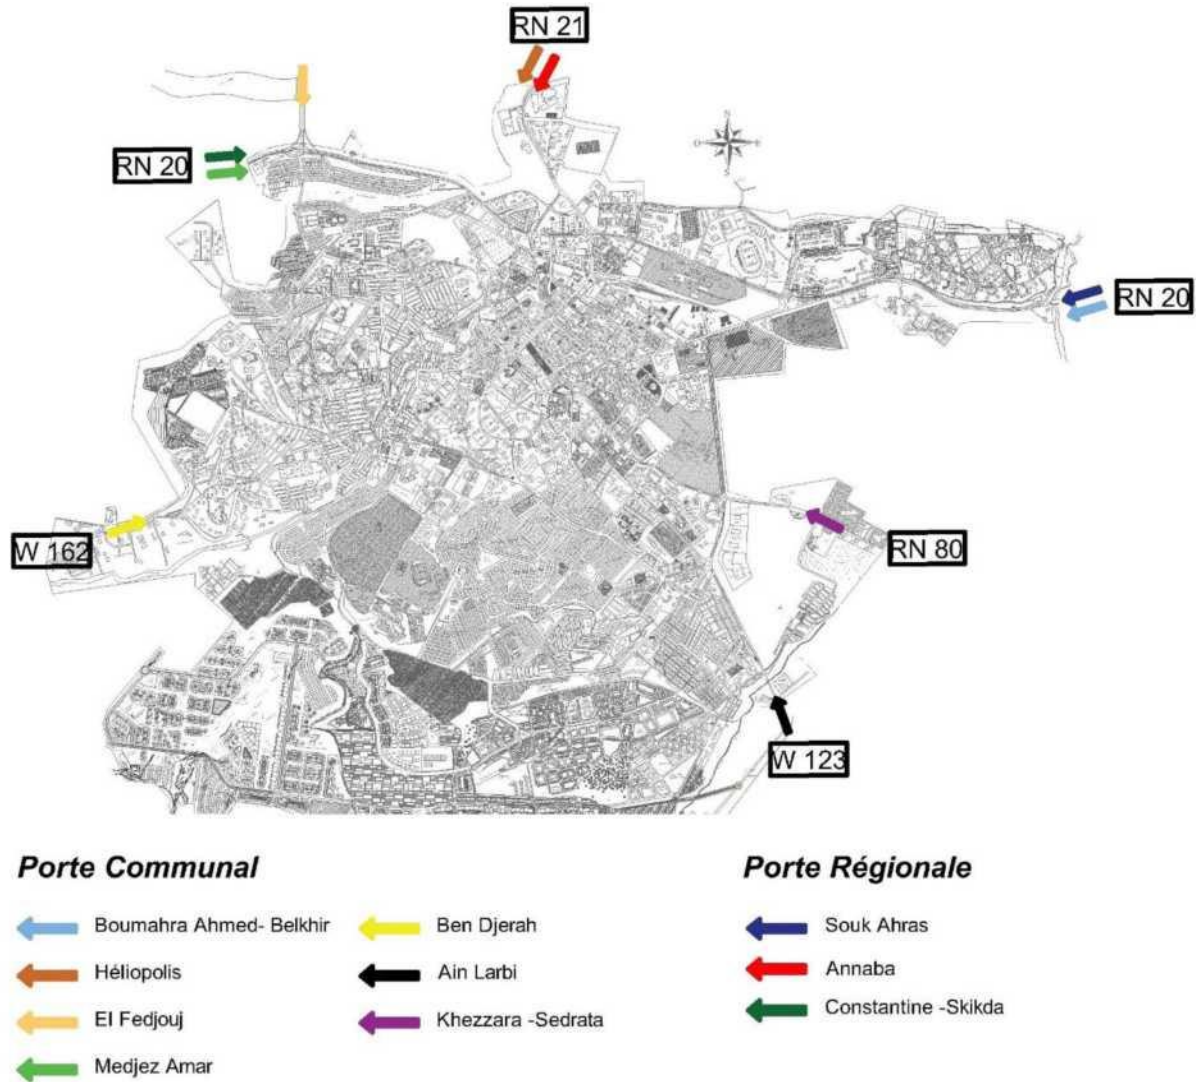 RN 21
RN 20
RN 20
W 162
RN 80
W 123
Porte Communal
Porte Régionale
Boumahra Ahmed- Belkhir
Ben Djerah
Souk Ahras
Héliopolis
Ain Larbi
Annaba
El Fedjouj
Khezzara -Sedrata
Constantine -Skikda
Medjez Amar